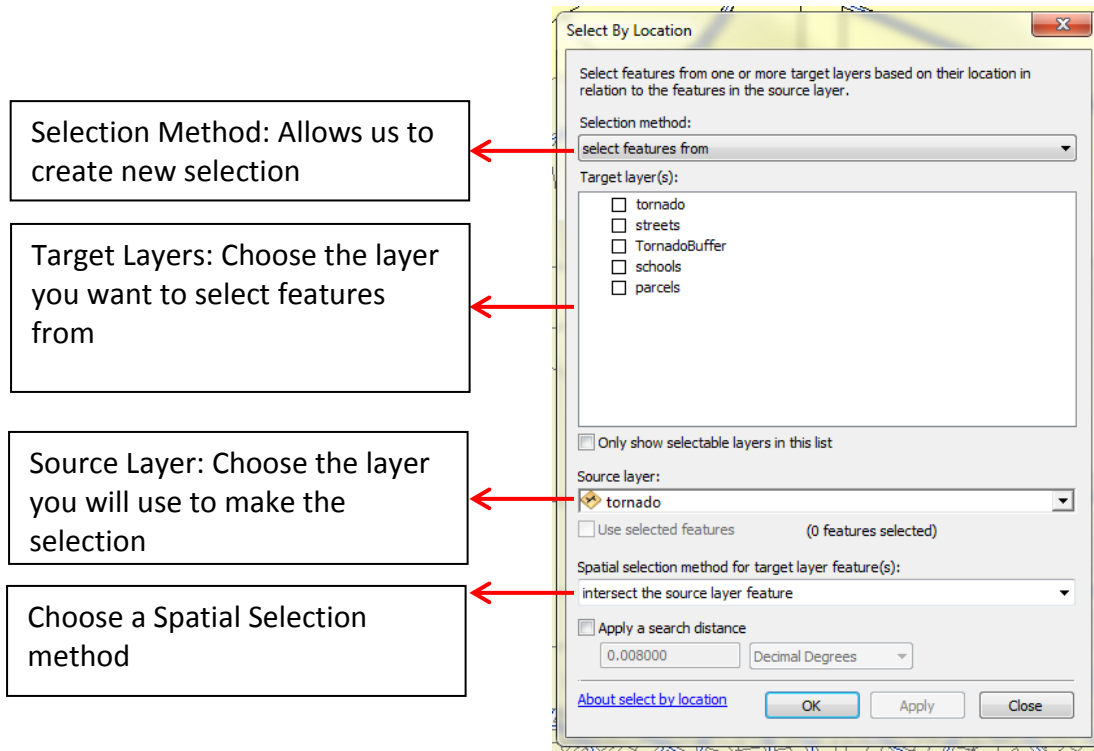 Selection Method: Allows us to
create new selection
Target Layers: Choose the layer
you want to select features
from
Source Layer: Choose the layer
you will use to make the
selection
Choose a Spatial Selection
method
Select By Location
Select features from one or more target layers based on their location in
relation to the features in the source layer.
Selection method:
select features from
Target layer(s):
tornado
streets
TornadoBuffer
schools
parcels
Only show selectable layers in this list
Source layer:
tornado
Use selected features (0 features selected)
Spatial selection method for target layer feature(s):
intersect the source layer feature
Apply a search distance
0.008000 Decimal Degrees
About select by location OK Apply Close